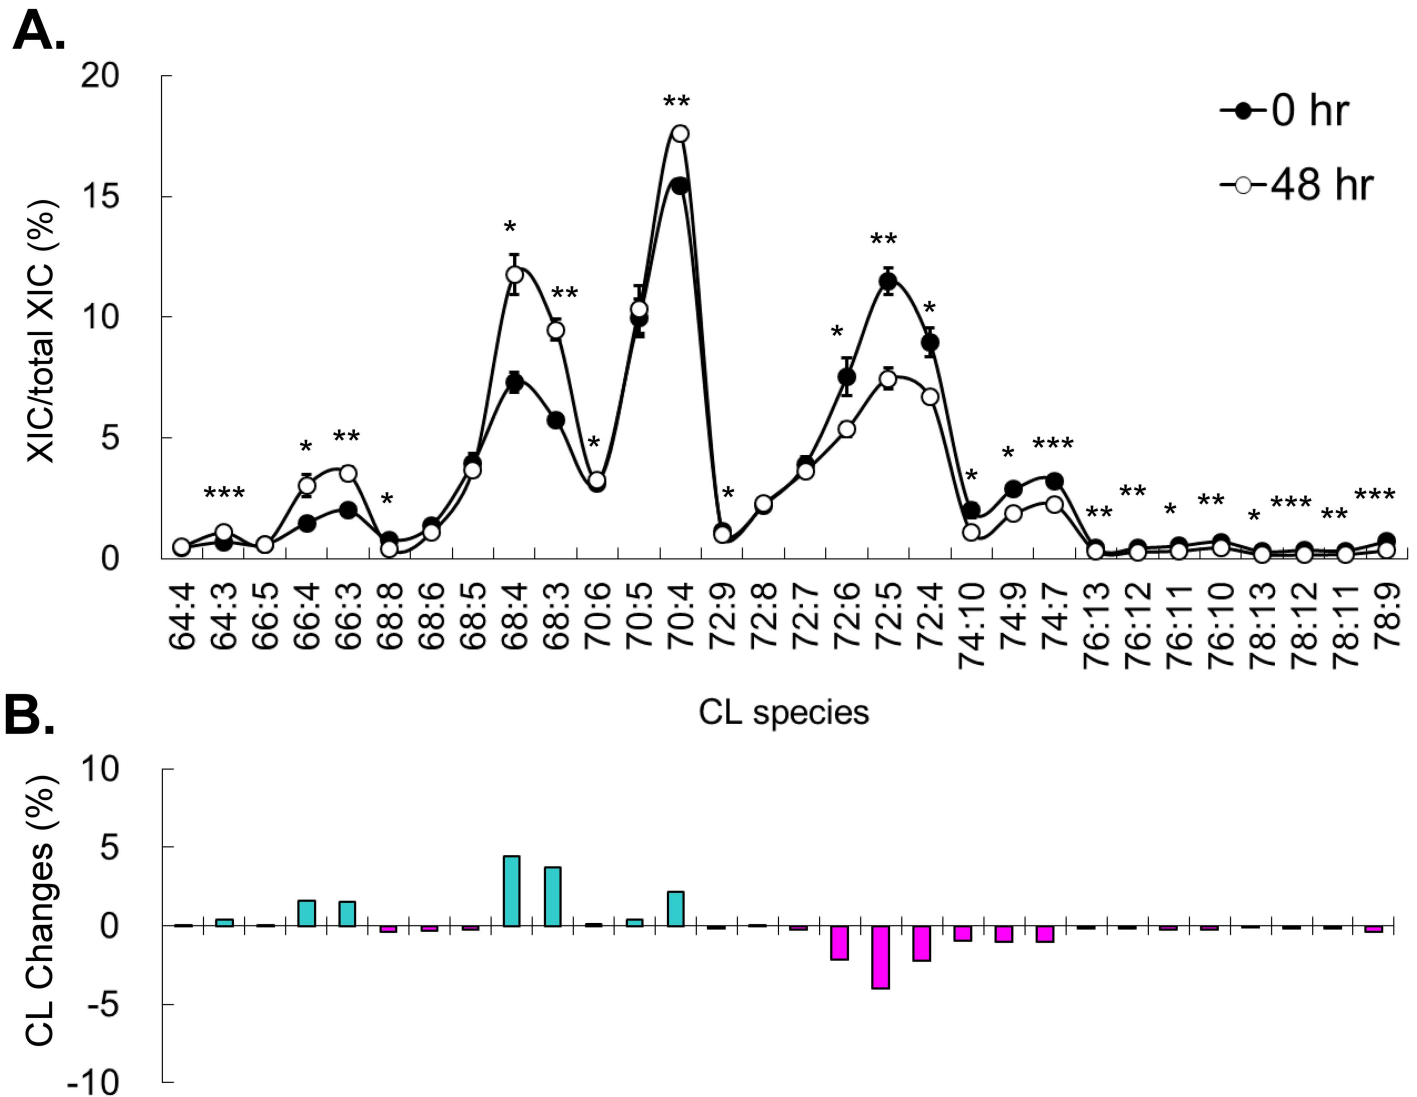 A.
20
15
10
5
0
XIC/total XIC (%)
0 hr
48 hr
*** * ** * * ** * ** * * ** * * * *** ** ** * ** * *** ** ***
64:4 64:3 66:5 66:4 66:3 68:8 68:6 68:5 68:4 68:3 70:6 70:5 70:4 72:9 72:8 72:7 72:6 72:5 72:4 74:10 74:9 74:7 76:13 76:12 76:11 76:10 78:13 78:12 78:11 78:9
CL species
B.
10
5
0
-5
-10
CL Changes (%)